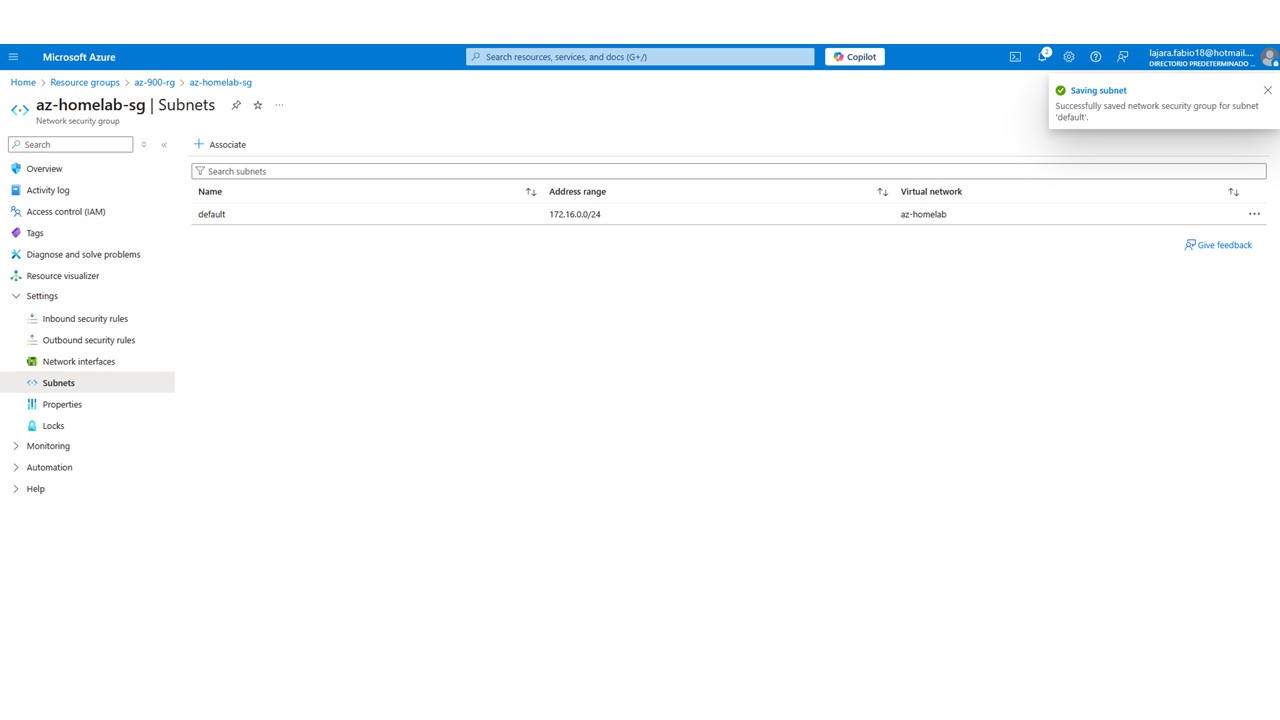 Microsoft Azure
Search resources, services, and docs (G+/)
Copilot
2
lajara.fabio18@hotmail....
DIRECTORIO PREDETERMINADO ...
Home > Resource groups > az-900-rg > az-homelab-sg
az-homelab-sg | Subnets
Network security group
Saving subnet
Successfully saved network security group for subnet
'default'.
Search
Associate
Overview
Activity log
Access control (IAM)
Tags
Diagnose and solve problems
Resource visualizer
Settings
Inbound security rules
Outbound security rules
Network interfaces
Subnets
Properties
Locks
Monitoring
Automation
Help
Search subnets
Name Address range Virtual network
default 172.16.0.0/24 az-homelab
Give feedback